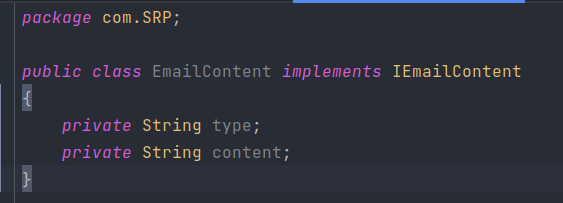 package com.SRP;
public class EmailContent implements IEmailContent
{
private String type;
private String content;
}